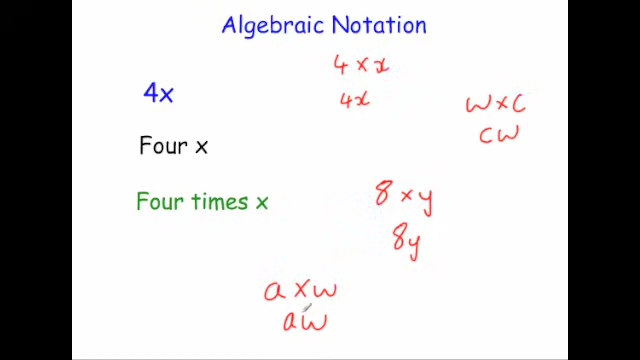 Algebraic Notation
4 × x
4x
4x
w × c
cw
Four x
Four times x
8 × y
8y
a × w
aw